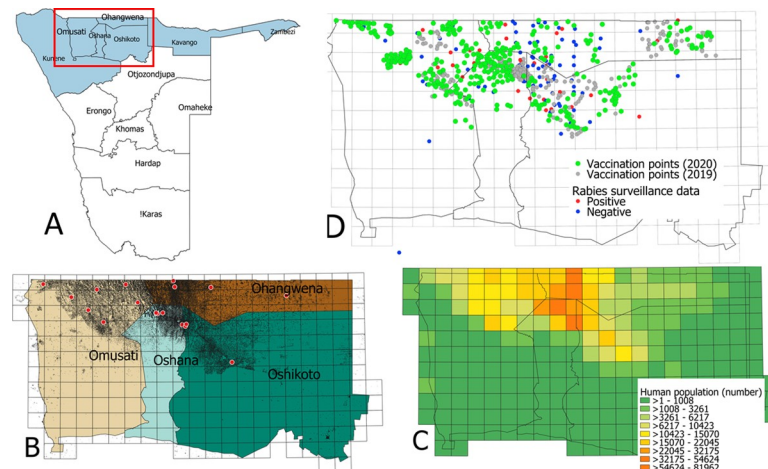 Ohangwena
Omusati
Oshana
Oshikoto
Kavango
Zambezi
Kunene
Otjozondjupa
Omaheke
Erongo
Khomas
Hardap
!Karas
A
Vaccination points (2020)
Vaccination points (2019)
Rabies surveillance data
Positive
Negative
D
Ohangwena
Omusati
Oshana
Oshikoto
B
Human population (number)
>1 - 1008
>1008 - 3261
>3261 - 6217
>6217 - 10423
>10423 - 15070
>15070 - 22045
>22045 - 32175
>32175 - 54624
>54624 - 81962
C